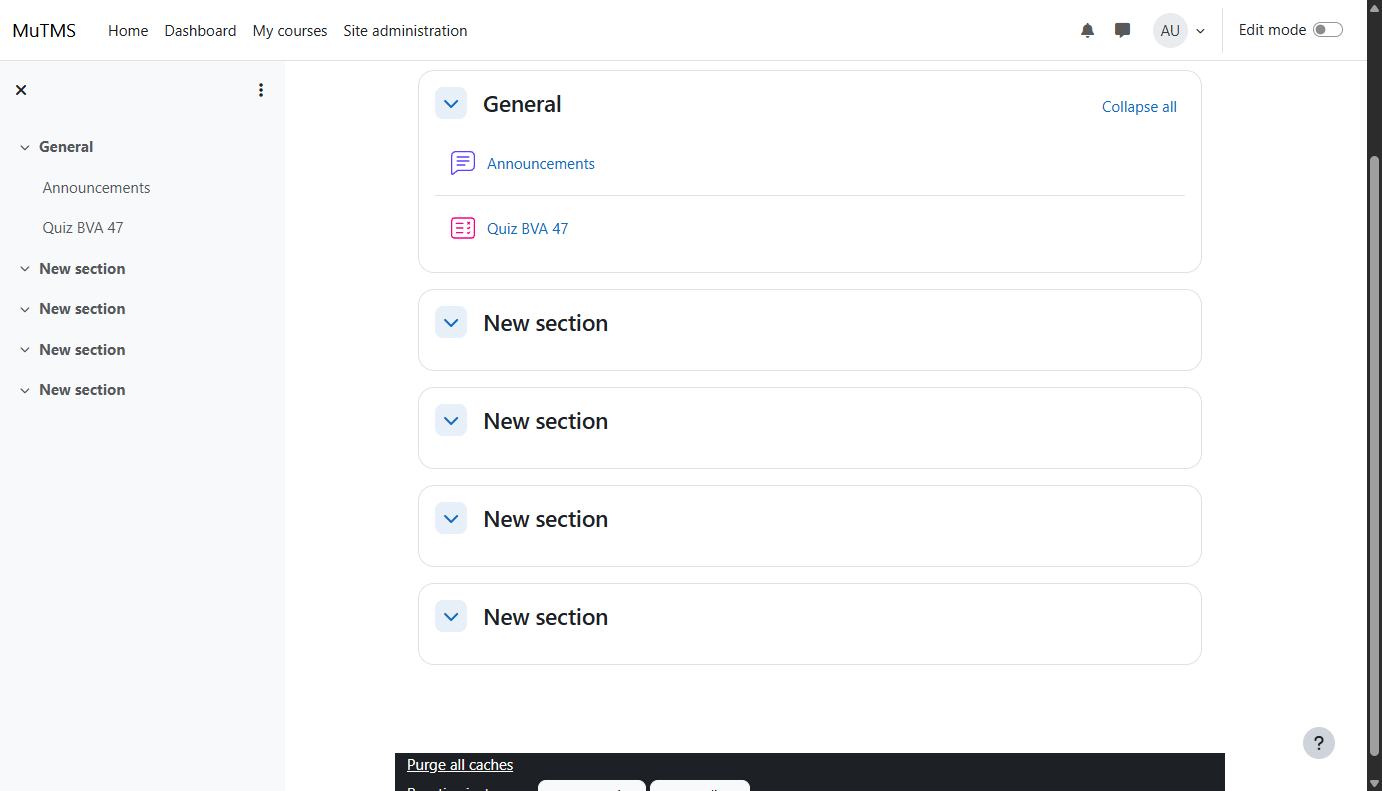 MuTMS Home Dashboard My courses Site administration AU Edit mode
General
Announcements
Quiz BVA 47
New section
New section
New section
New section
General Collapse all
Announcements
Quiz BVA 47
New section
New section
New section
New section
?
Purge all caches